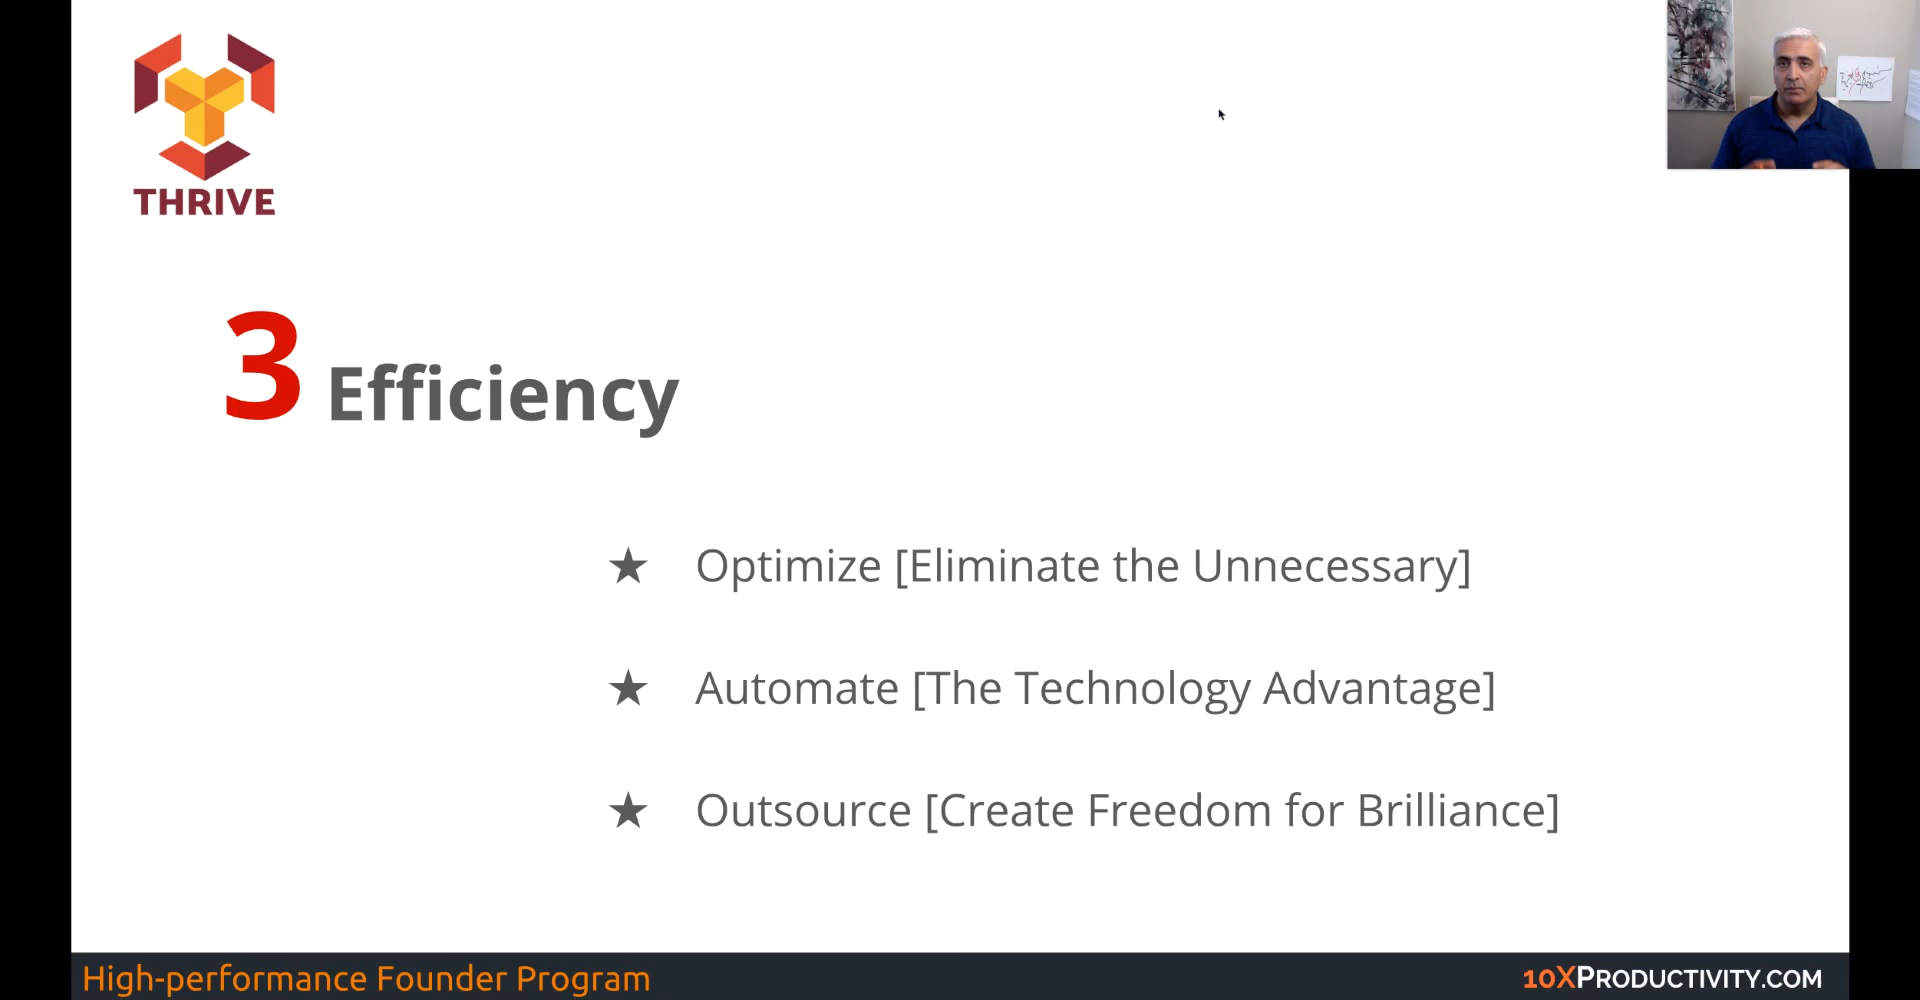 THRIVE
3 Efficiency
★ Optimize [Eliminate the Unnecessary]
★ Automate [The Technology Advantage]
★ Outsource [Create Freedom for Brilliance]
High-performance Founder Program
10XPRODUCTIVITY.COM